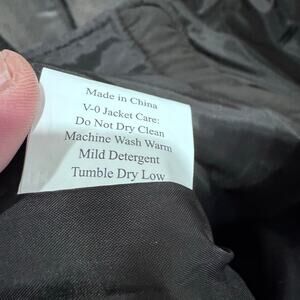 Made in China
V-0 Jacket Care:
Do Not Dry Clean
Machine Wash Warm
Mild Detergent
Tumble Dry Low